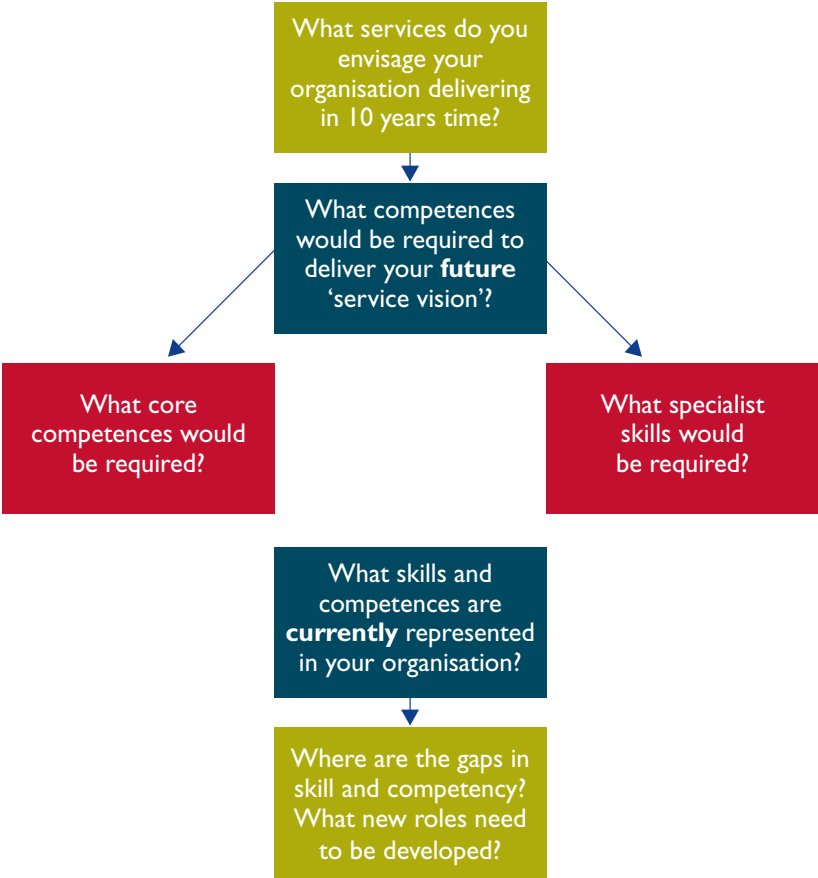 What services do you
envisage your
organisation delivering
in 10 years time?
What competences
would be required to
deliver your future
‘service vision’?
What core
competences would
be required?
What specialist
skills would
be required?
What skills and
competences are
currently represented
in your organisation?
Where are the gaps in
skill and competency?
What new roles need
to be developed?